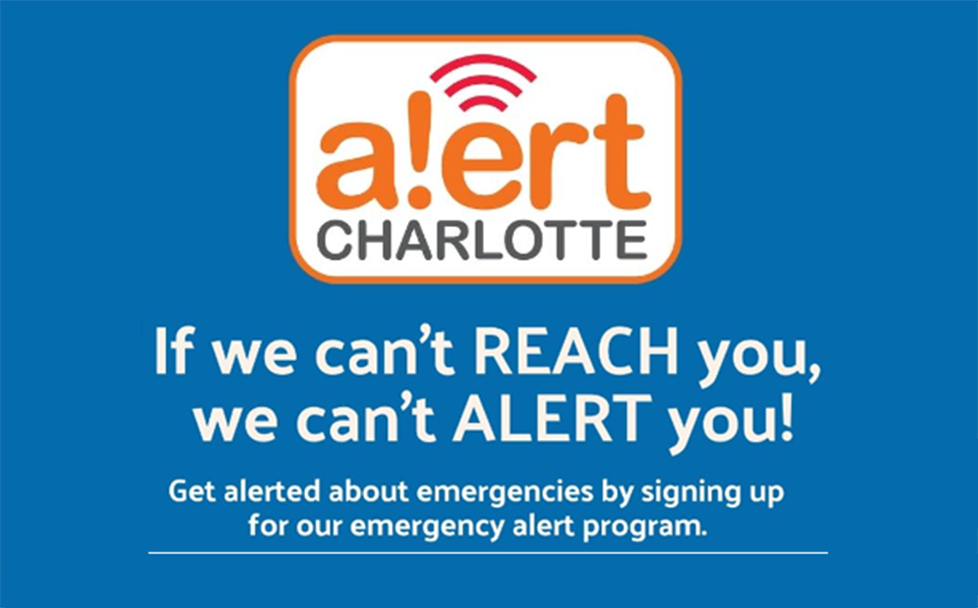 a!ert
CHARLOTTE
If we can't REACH you,
we can't ALERT you!
Get alerted about emergencies by signing up
for our emergency alert program.